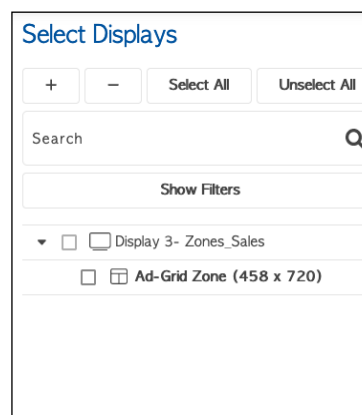 Select Displays
+ − Select All Unselect All
Search
Show Filters
Display 3- Zones_Sales
Ad-Grid Zone (458 x 720)